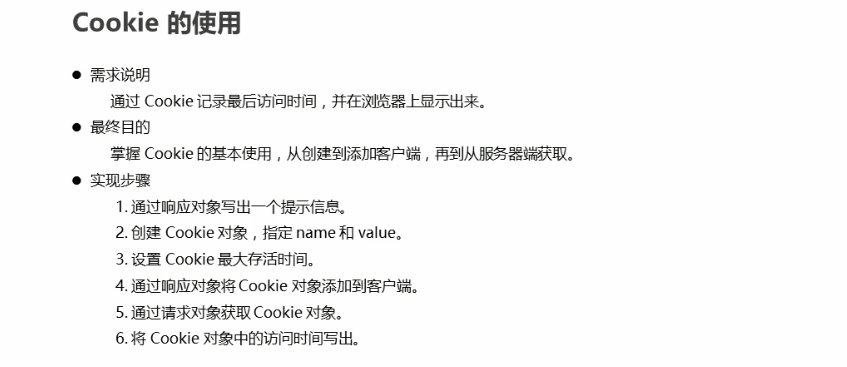 Cookie 的使用
● 需求说明
通过 Cookie 记录最后访问时间，并在浏览器上显示出来。
● 最终目的
掌握 Cookie 的基本使用，从创建到添加客户端，再到从服务器端获取。
● 实现步骤
1. 通过响应对象写出一个提示信息。
2. 创建 Cookie 对象，指定 name 和 value。
3. 设置 Cookie 最大存活时间。
4. 通过响应对象将 Cookie 对象添加到客户端。
5. 通过请求对象获取 Cookie 对象。
6. 将 Cookie 对象中的访问时间写出。